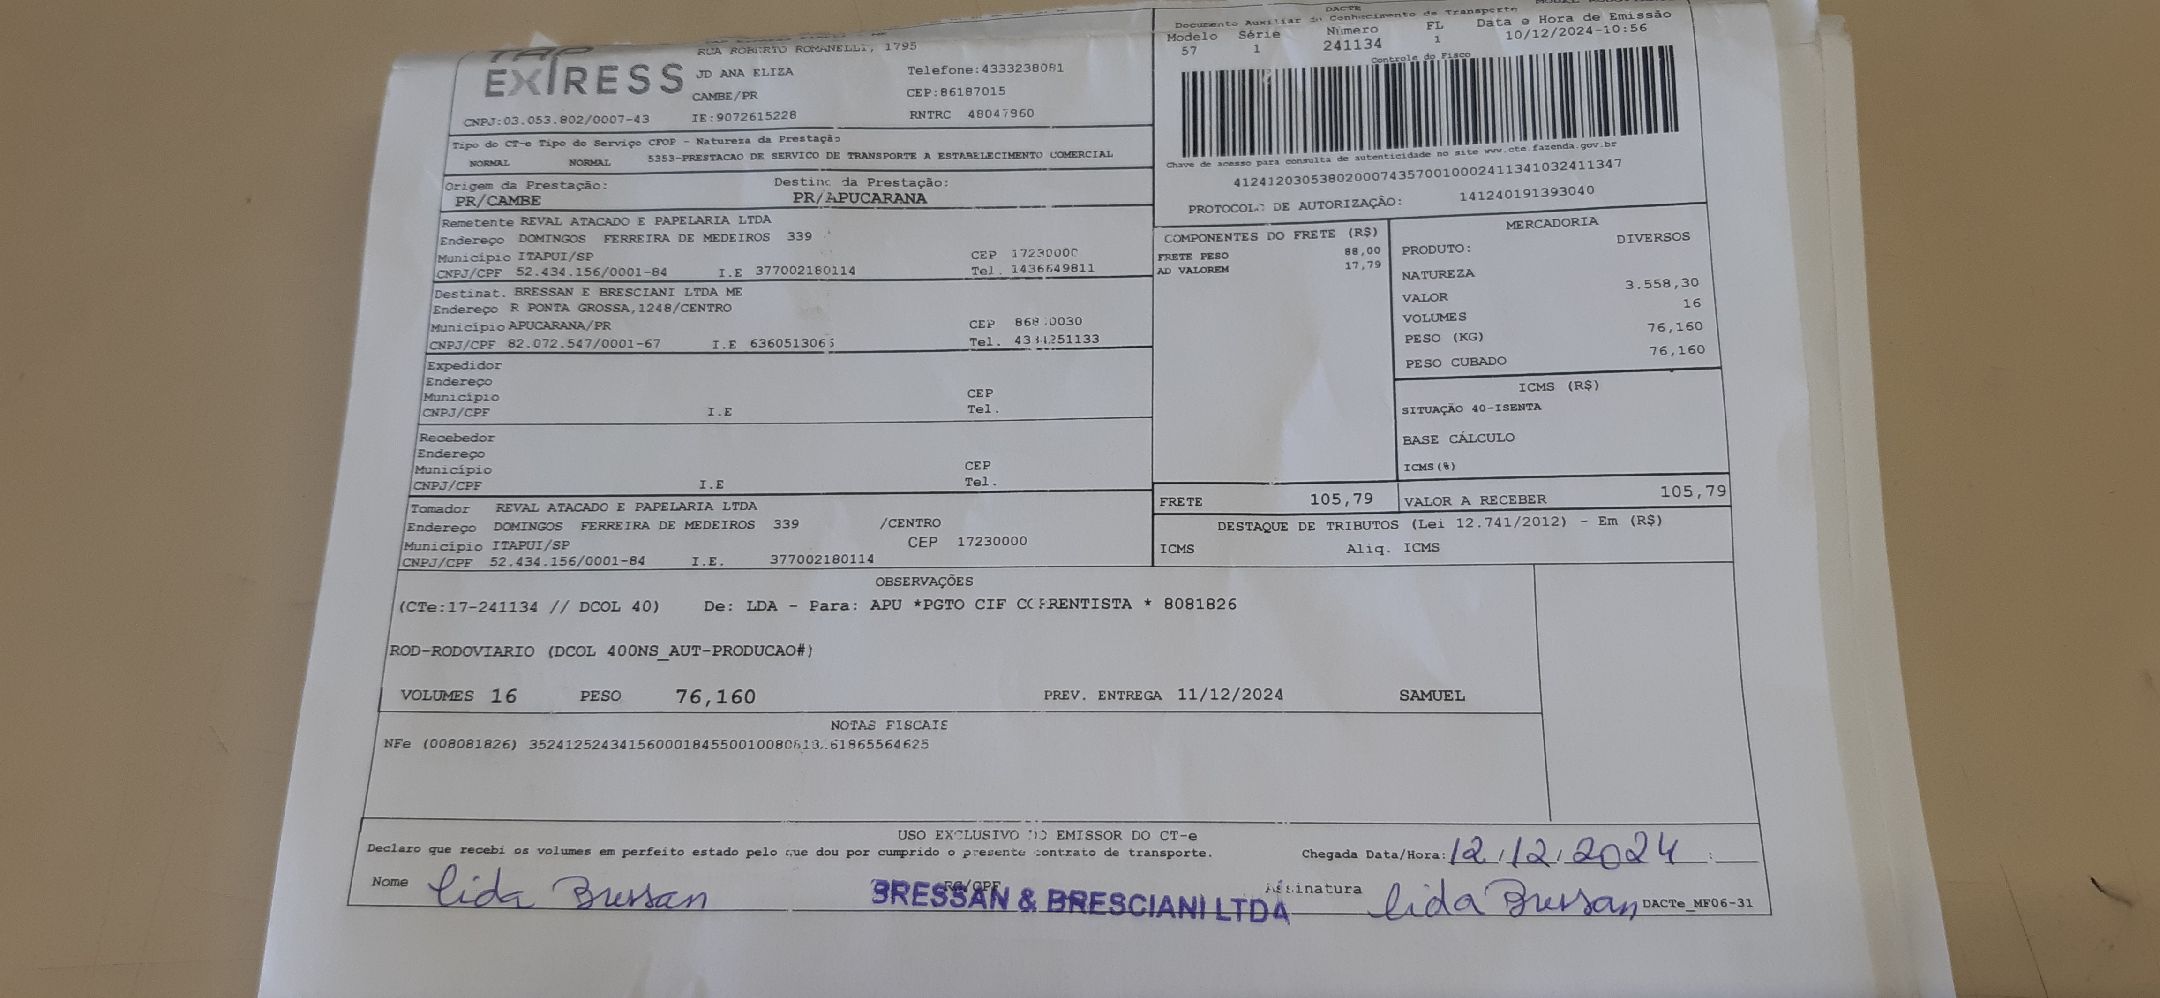 EXPRESS
RUA ROBERTO ROMANELLI, 1795
JD ANA ELIZA Telefone:4333238081
CAMBE/PR CEP:86187015
CNPJ:03.053.802/0007-43 IE:9072615228 RNTRC 48047960
Tipo do CT-e Tipo do Serviço CFOP - Natureza da Prestação
NORMAL NORMAL 5353-PRESTACAO DE SERVICO DE TRANSPORTE A ESTABELECIMENTO COMERCIAL
Origem da Prestação: Destino da Prestação:
PR/CAMBE PR/APUCARANA
Remetente REVAL ATACADO E PAPELARIA LTDA
Endereço DOMINGOS FERREIRA DE MEDEIROS 339
Município ITAPUI/SP CEP 17230000
CNPJ/CPF 52.434.156/0001-84 I.E 377002180114 Tel. 1436649811
Destinat. BRESSAN E BRESCIANI LTDA ME
Endereço R PONTA GROSSA,1248/CENTRO
Município APUCARANA/PR CEP
CNPJ/CPF 82.072.547/0001-67 I.E Tel.
Expedidor
Endereço
Município CEP
CNPJ/CPF I.E Tel.
Recebedor
Endereço
Município CEP
CNPJ/CPF I.E Tel.
Tomador REVAL ATACADO E PAPELARIA LTDA
Endereço DOMINGOS FERREIRA DE MEDEIROS 339 /CENTRO
Município ITAPUI/SP CEP 17230000
CNPJ/CPF 52.434.156/0001-84 I.E. 377002180114
DACTE
Documento Auxiliar do Conhecimento de Transporte
Modelo Série Número FL Data e Hora de Emissão
57 1 241134 1 10/12/2024-10:56
Controle do Fisco
Chave de acesso para consulta de autenticidade no site www.cte.fazenda.gov.br
41241203053802000743570010002411341032411347
PROTOCOLO DE AUTORIZAÇÃO: 141240191393040
COMPONENTES DO FRETE (R$)
FRETE PESO 88,00
AD VALOREM 17,79
MERCADORIA
PRODUTO: DIVERSOS
NATUREZA
VALOR 3.558,30
VOLUMES 16
PESO (KG) 76,160
PESO CUBADO 76,160
ICMS (R$)
SITUAÇÃO 40-ISENTA
BASE CÁLCULO
ICMS(%)
FRETE 105,79 VALOR A RECEBER 105,79
DESTAQUE DE TRIBUTOS (Lei 12.741/2012) - Em (R$)
ICMS Aliq. ICMS
OBSERVAÇÕES
(CTe:17-241134 // DCOL 40) De: LDA - Para: APU *PGTO CIF CORRENTISTA * 8081826
ROD-RODOVIARIO (DCOL 400NS_AUT-PRODUCAO#)
VOLUMES 16 PESO 76,160 PREV. ENTREGA 11/12/2024 SAMUEL
NOTAS FISCAIS
NFe (008081826)
USO EXCLUSIVO DO EMISSOR DO CT-e
Declaro que recebi os volumes em perfeito estado pelo que dou por cumprido o presente contrato de transporte. Chegada Data/Hora: 12/12/2024 :
Nome Cida Bressan RG/CPF BRESSAN & BRESCIANI LTDA Assinatura Cida Bressan DACTe_MF06-31